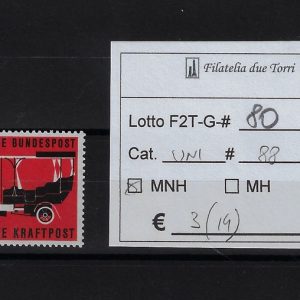 E BUNDESPOST
E KRAFTPOST
Filatelia due Torri
Lotto F2T-G-# 80
Cat. UNI # 88
MNH MH
€ 3 (19)